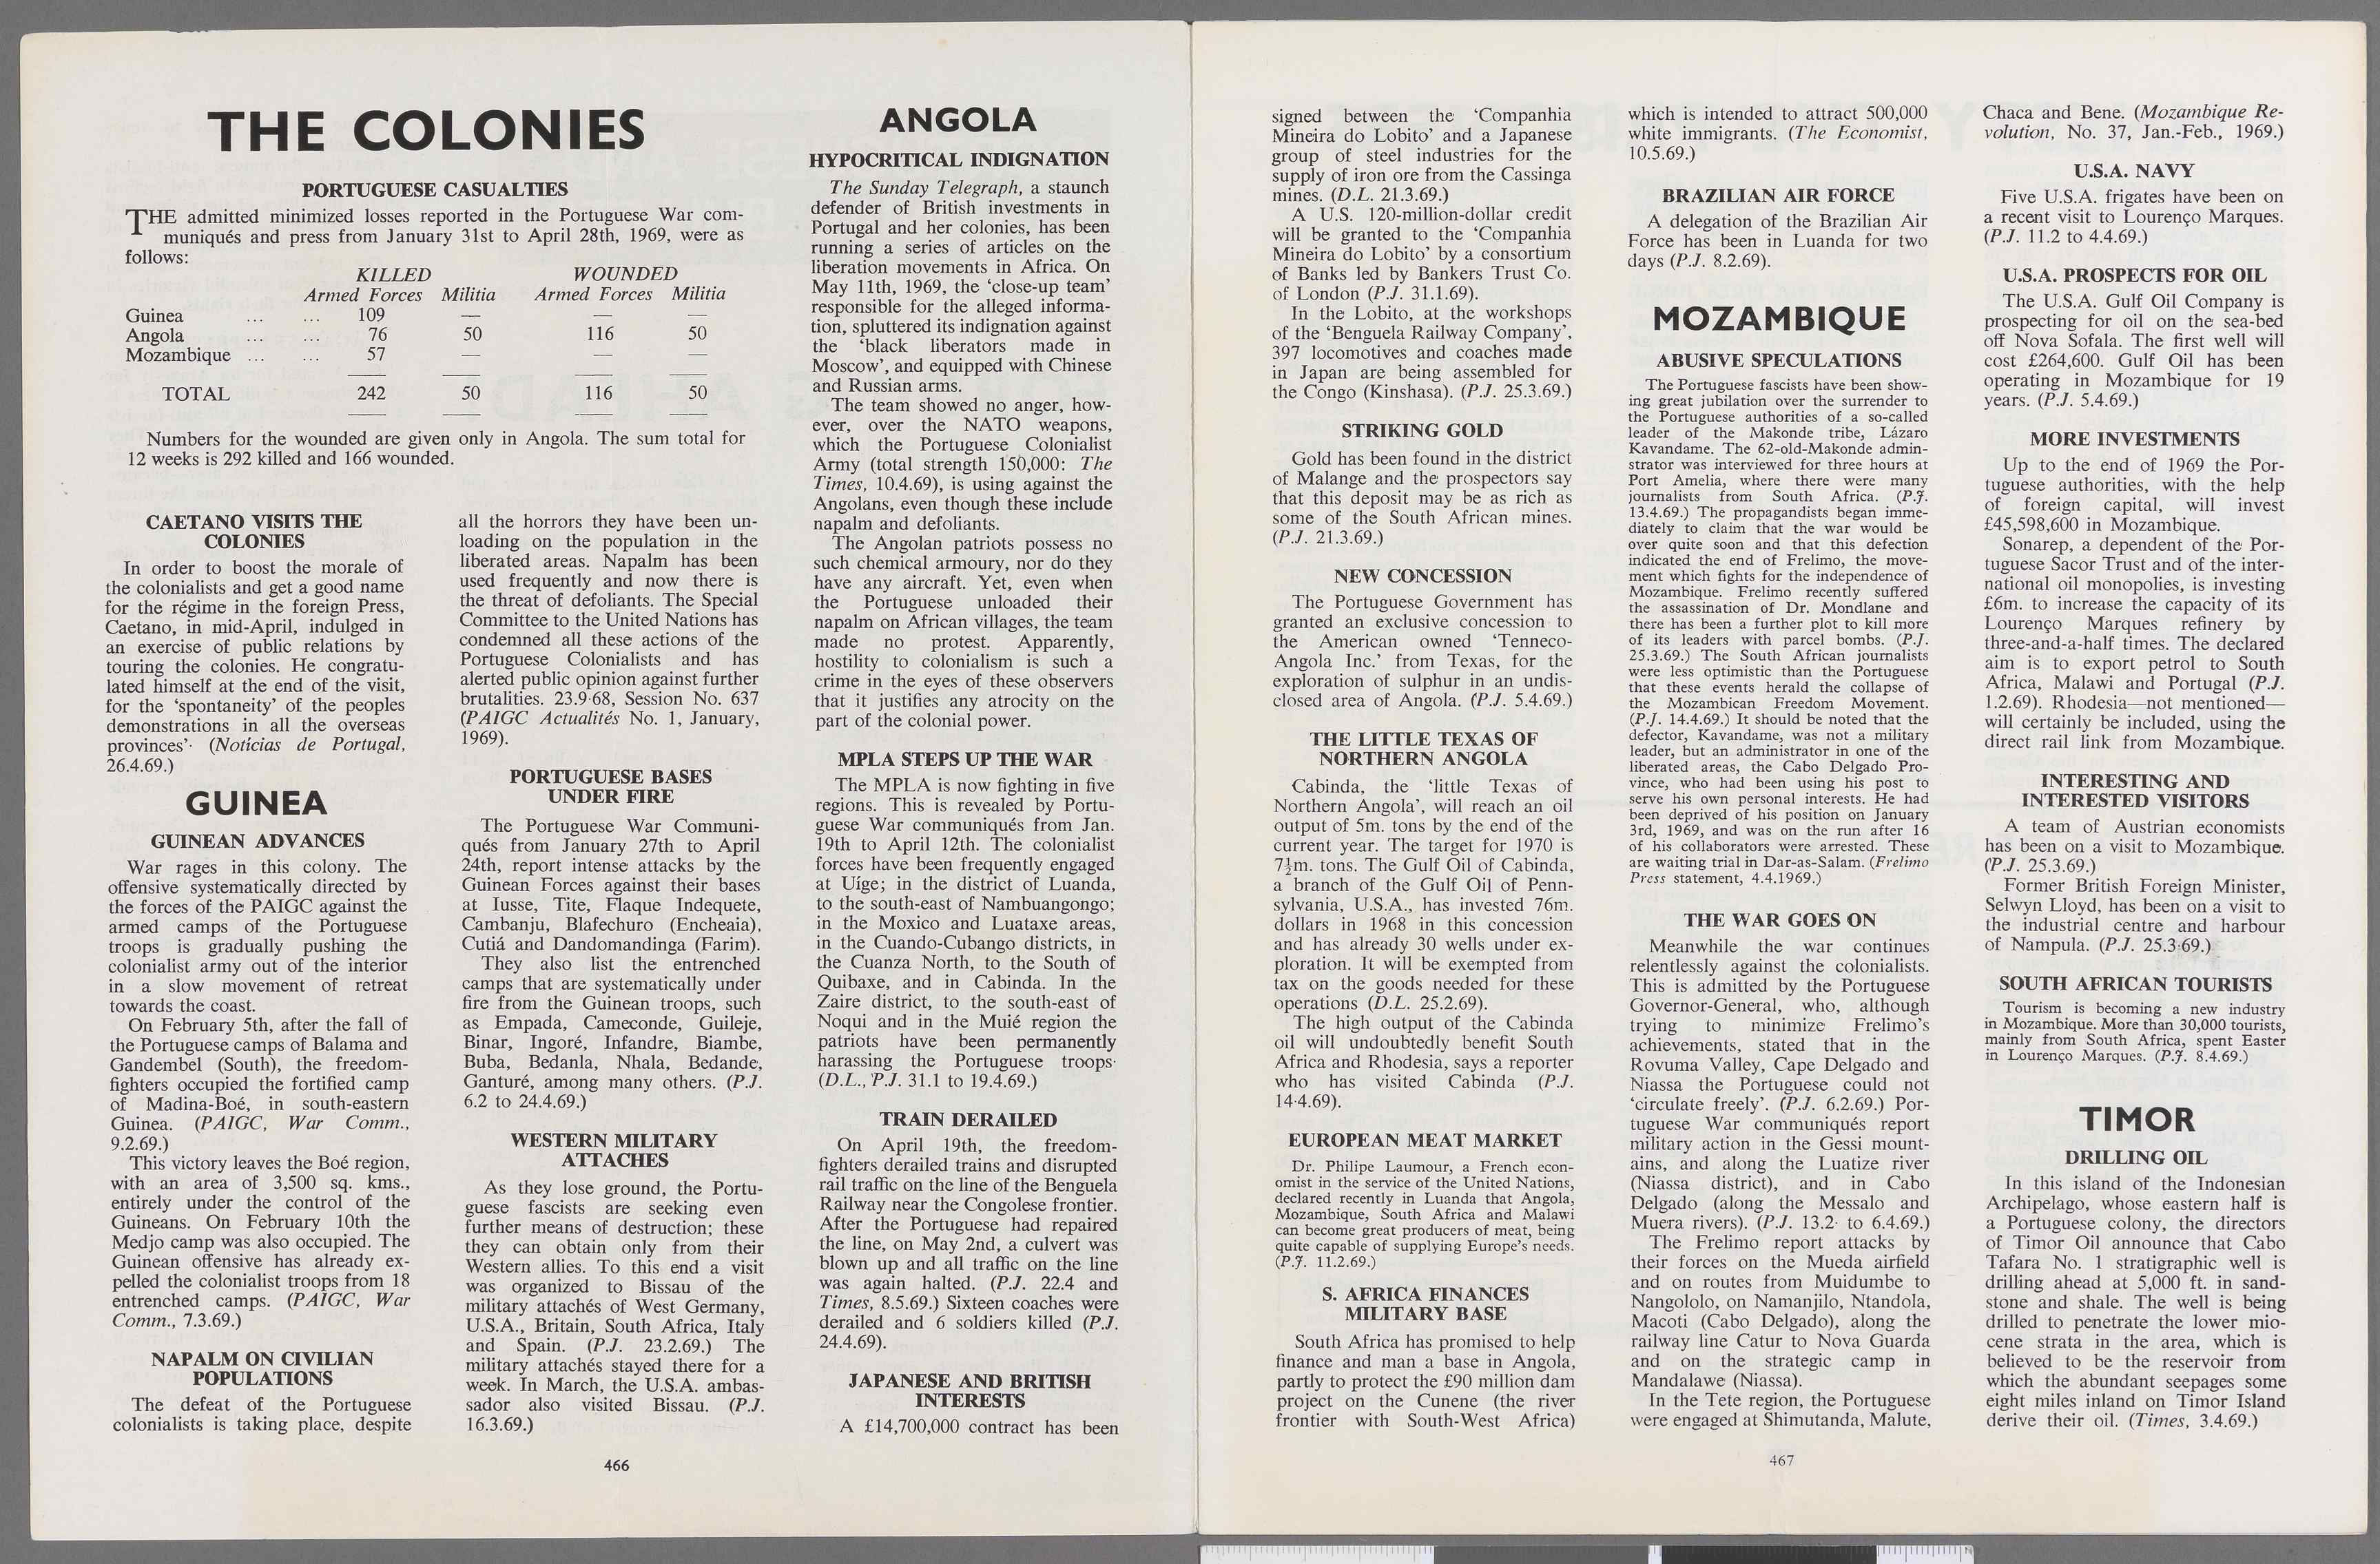 THE COLONIES
PORTUGUESE CASUALTIES
THE admitted minimized losses reported in the Portuguese War com-
muniqués and press from January 31st to April 28th, 1969, were as
follows:
KILLED WOUNDED
Armed Forces Militia Armed Forces Militia
Guinea ... ... 109 — — —
Angola ... ... 76 50 116 50
Mozambique ... ... 57 — — —
TOTAL 242 50 116 50
Numbers for the wounded are given only in Angola. The sum total for
12 weeks is 292 killed and 166 wounded.
CAETANO VISITS THE
COLONIES
In order to boost the morale of
the colonialists and get a good name
for the régime in the foreign Press,
Caetano, in mid-April, indulged in
an exercise of public relations by
touring the colonies. He congratu-
lated himself at the end of the visit,
for the ‘spontaneity’ of the peoples
demonstrations in all the overseas
provinces’· (Notícias de Portugal,
26.4.69.)
GUINEA
GUINEAN ADVANCES
War rages in this colony. The
offensive systematically directed by
the forces of the PAIGC against the
armed camps of the Portuguese
troops is gradually pushing the
colonialist army out of the interior
in a slow movement of retreat
towards the coast.
On February 5th, after the fall of
the Portuguese camps of Balama and
Gandembel (South), the freedom-
fighters occupied the fortified camp
of Madina-Boé, in south-eastern
Guinea. (PAIGC, War Comm.,
9.2.69.)
This victory leaves the Boé region,
with an area of 3,500 sq. kms.,
entirely under the control of the
Guineans. On February 10th the
Medjo camp was also occupied. The
Guinean offensive has already ex-
pelled the colonialist troops from 18
entrenched camps. (PAIGC, War
Comm., 7.3.69.)
NAPALM ON CIVILIAN
POPULATIONS
The defeat of the Portuguese
colonialists is taking place, despite
all the horrors they have been un-
loading on the population in the
liberated areas. Napalm has been
used frequently and now there is
the threat of defoliants. The Special
Committee to the United Nations has
condemned all these actions of the
Portuguese Colonialists and has
alerted public opinion against further
brutalities. 23.9·68, Session No. 637
(PAIGC Actualités No. 1, January,
1969).
PORTUGUESE BASES
UNDER FIRE
The Portuguese War Communi-
qués from January 27th to April
24th, report intense attacks by the
Guinean Forces against their bases
at Iusse, Tite, Flaque Indequete,
Cambanju, Blafechuro (Encheaia),
Cutiá and Dandomandinga (Farim).
They also list the entrenched
camps that are systematically under
fire from the Guinean troops, such
as Empada, Cameconde, Guileje,
Binar, Ingoré, Infandre, Biambe,
Buba, Bedanla, Nhala, Bedande,
Ganturé, among many others. (P.J.
6.2 to 24.4.69.)
WESTERN MILITARY
ATTACHES
As they lose ground, the Portu-
guese fascists are seeking even
further means of destruction; these
they can obtain only from their
Western allies. To this end a visit
was organized to Bissau of the
military attachés of West Germany,
U.S.A., Britain, South Africa, Italy
and Spain. (P.J. 23.2.69.) The
military attachés stayed there for a
week. In March, the U.S.A. ambas-
sador also visited Bissau. (P.J.
16.3.69.)
ANGOLA
HYPOCRITICAL INDIGNATION
The Sunday Telegraph, a staunch
defender of British investments in
Portugal and her colonies, has been
running a series of articles on the
liberation movements in Africa. On
May 11th, 1969, the ‘close-up team’
responsible for the alleged informa-
tion, spluttered its indignation against
the ‘black liberators made in
Moscow’, and equipped with Chinese
and Russian arms.
The team showed no anger, how-
ever, over the NATO weapons,
which the Portuguese Colonialist
Army (total strength 150,000: The
Times, 10.4.69), is using against the
Angolans, even though these include
napalm and defoliants.
The Angolan patriots possess no
such chemical armoury, nor do they
have any aircraft. Yet, even when
the Portuguese unloaded their
napalm on African villages, the team
made no protest. Apparently,
hostility to colonialism is such a
crime in the eyes of these observers
that it justifies any atrocity on the
part of the colonial power.
MPLA STEPS UP THE WAR
The MPLA is now fighting in five
regions. This is revealed by Portu-
guese War communiqués from Jan.
19th to April 12th. The colonialist
forces have been frequently engaged
at Uíge; in the district of Luanda,
to the south-east of Nambuangongo;
in the Moxico and Luataxe areas,
in the Cuando-Cubango districts, in
the Cuanza North, to the South of
Quibaxe, and in Cabinda. In the
Zaire district, to the south-east of
Noqui and in the Muié region the
patriots have been permanently
harassing the Portuguese troops·
(D.L., P.J. 31.1 to 19.4.69.)
TRAIN DERAILED
On April 19th, the freedom-
fighters derailed trains and disrupted
rail traffic on the line of the Benguela
Railway near the Congolese frontier.
After the Portuguese had repaired
the line, on May 2nd, a culvert was
blown up and all traffic on the line
was again halted. (P.J. 22.4 and
Times, 8.5.69.) Sixteen coaches were
derailed and 6 soldiers killed (P.J.
24.4.69).
JAPANESE AND BRITISH
INTERESTS
A £14,700,000 contract has been
466
signed between the ‘Companhia
Mineira do Lobito’ and a Japanese
group of steel industries for the
supply of iron ore from the Cassinga
mines. (D.L. 21.3.69.)
A U.S. 120-million-dollar credit
will be granted to the ‘Companhia
Mineira do Lobito’ by a consortium
of Banks led by Bankers Trust Co.
of London (P.J. 31.1.69).
In the Lobito, at the workshops
of the ‘Benguela Railway Company’,
397 locomotives and coaches made
in Japan are being assembled for
the Congo (Kinshasa). (P.J. 25.3.69.)
STRIKING GOLD
Gold has been found in the district
of Malange and the prospectors say
that this deposit may be as rich as
some of the South African mines.
(P.J. 21.3.69.)
NEW CONCESSION
The Portuguese Government has
granted an exclusive concession to
the American owned ‘Tenneco-
Angola Inc.’ from Texas, for the
exploration of sulphur in an undis-
closed area of Angola. (P.J. 5.4.69.)
THE LITTLE TEXAS OF
NORTHERN ANGOLA
Cabinda, the ‘little Texas of
Northern Angola’, will reach an oil
output of 5m. tons by the end of the
current year. The target for 1970 is
7½m. tons. The Gulf Oil of Cabinda,
a branch of the Gulf Oil of Penn-
sylvania, U.S.A., has invested 76m.
dollars in 1968 in this concession
and has already 30 wells under ex-
ploration. It will be exempted from
tax on the goods needed for these
operations (D.L. 25.2.69).
The high output of the Cabinda
oil will undoubtedly benefit South
Africa and Rhodesia, says a reporter
who has visited Cabinda (P.J.
14·4.69).
EUROPEAN MEAT MARKET
Dr. Philipe Laumour, a French econ-
omist in the service of the United Nations,
declared recently in Luanda that Angola,
Mozambique, South Africa and Malawi
can become great producers of meat, being
quite capable of supplying Europe’s needs.
(P.J. 11.2.69.)
S. AFRICA FINANCES
MILITARY BASE
South Africa has promised to help
finance and man a base in Angola,
partly to protect the £90 million dam
project on the Cunene (the river
frontier with South-West Africa)
which is intended to attract 500,000
white immigrants. (The Economist,
10.5.69.)
BRAZILIAN AIR FORCE
A delegation of the Brazilian Air
Force has been in Luanda for two
days (P.J. 8.2.69).
MOZAMBIQUE
ABUSIVE SPECULATIONS
The Portuguese fascists have been show-
ing great jubilation over the surrender to
the Portuguese authorities of a so-called
leader of the Makonde tribe, Lázaro
Kavandame. The 62-old-Makonde admin-
strator was interviewed for three hours at
Port Amelia, where there were many
journalists from South Africa. (P.J.
13.4.69.) The propagandists began imme-
diately to claim that the war would be
over quite soon and that this defection
indicated the end of Frelimo, the move-
ment which fights for the independence of
Mozambique. Frelimo recently suffered
the assassination of Dr. Mondlane and
there has been a further plot to kill more
of its leaders with parcel bombs. (P.J.
25.3.69.) The South African journalists
were less optimistic than the Portuguese
that these events herald the collapse of
the Mozambican Freedom Movement.
(P.J. 14.4.69.) It should be noted that the
defector, Kavandame, was not a military
leader, but an administrator in one of the
liberated areas, the Cabo Delgado Pro-
vince, who had been using his post to
serve his own personal interests. He had
been deprived of his position on January
3rd, 1969, and was on the run after 16
of his collaborators were arrested. These
are waiting trial in Dar-as-Salam. (Frelimo
Press statement, 4.4.1969.)
THE WAR GOES ON
Meanwhile the war continues
relentlessly against the colonialists.
This is admitted by the Portuguese
Governor-General, who, although
trying to minimize Frelimo’s
achievements, stated that in the
Rovuma Valley, Cape Delgado and
Niassa the Portuguese could not
‘circulate freely’. (P.J. 6.2.69.) Por-
tuguese War communiqués report
military action in the Gessi mount-
ains, and along the Luatize river
(Niassa district), and in Cabo
Delgado (along the Messalo and
Muera rivers). (P.J. 13.2· to 6.4.69.)
The Frelimo report attacks by
their forces on the Mueda airfield
and on routes from Muidumbe to
Nangololo, on Namanjilo, Ntandola,
Macoti (Cabo Delgado), along the
railway line Catur to Nova Guarda
and on the strategic camp in
Mandalawe (Niassa).
In the Tete region, the Portuguese
were engaged at Shimutanda, Malute,
Chaca and Bene. (Mozambique Re-
volution, No. 37, Jan.-Feb., 1969.)
U.S.A. NAVY
Five U.S.A. frigates have been on
a recent visit to Lourenço Marques.
(P.J. 11.2 to 4.4.69.)
U.S.A. PROSPECTS FOR OIL
The U.S.A. Gulf Oil Company is
prospecting for oil on the sea-bed
off Nova Sofala. The first well will
cost £264,600. Gulf Oil has been
operating in Mozambique for 19
years. (P.J. 5.4.69.)
MORE INVESTMENTS
Up to the end of 1969 the Por-
tuguese authorities, with the help
of foreign capital, will invest
£45,598,600 in Mozambique.
Sonarep, a dependent of the Por-
tuguese Sacor Trust and of the inter-
national oil monopolies, is investing
£6m. to increase the capacity of its
Lourenço Marques refinery by
three-and-a-half times. The declared
aim is to export petrol to South
Africa, Malawi and Portugal (P.J.
1.2.69). Rhodesia—not mentioned—
will certainly be included, using the
direct rail link from Mozambique.
INTERESTING AND
INTERESTED VISITORS
A team of Austrian economists
has been on a visit to Mozambique.
(P.J. 25.3.69.)
Former British Foreign Minister,
Selwyn Lloyd, has been on a visit to
the industrial centre and harbour
of Nampula. (P.J. 25.3·69.)
SOUTH AFRICAN TOURISTS
Tourism is becoming a new industry
in Mozambique. More than 30,000 tourists,
mainly from South Africa, spent Easter
in Lourenço Marques. (P.J. 8.4.69.)
TIMOR
DRILLING OIL
In this island of the Indonesian
Archipelago, whose eastern half is
a Portuguese colony, the directors
of Timor Oil announce that Cabo
Tafara No. 1 stratigraphic well is
drilling ahead at 5,000 ft. in sand-
stone and shale. The well is being
drilled to penetrate the lower mio-
cene strata in the area, which is
believed to be the reservoir from
which the abundant seepages some
eight miles inland on Timor Island
derive their oil. (Times, 3.4.69.)
467